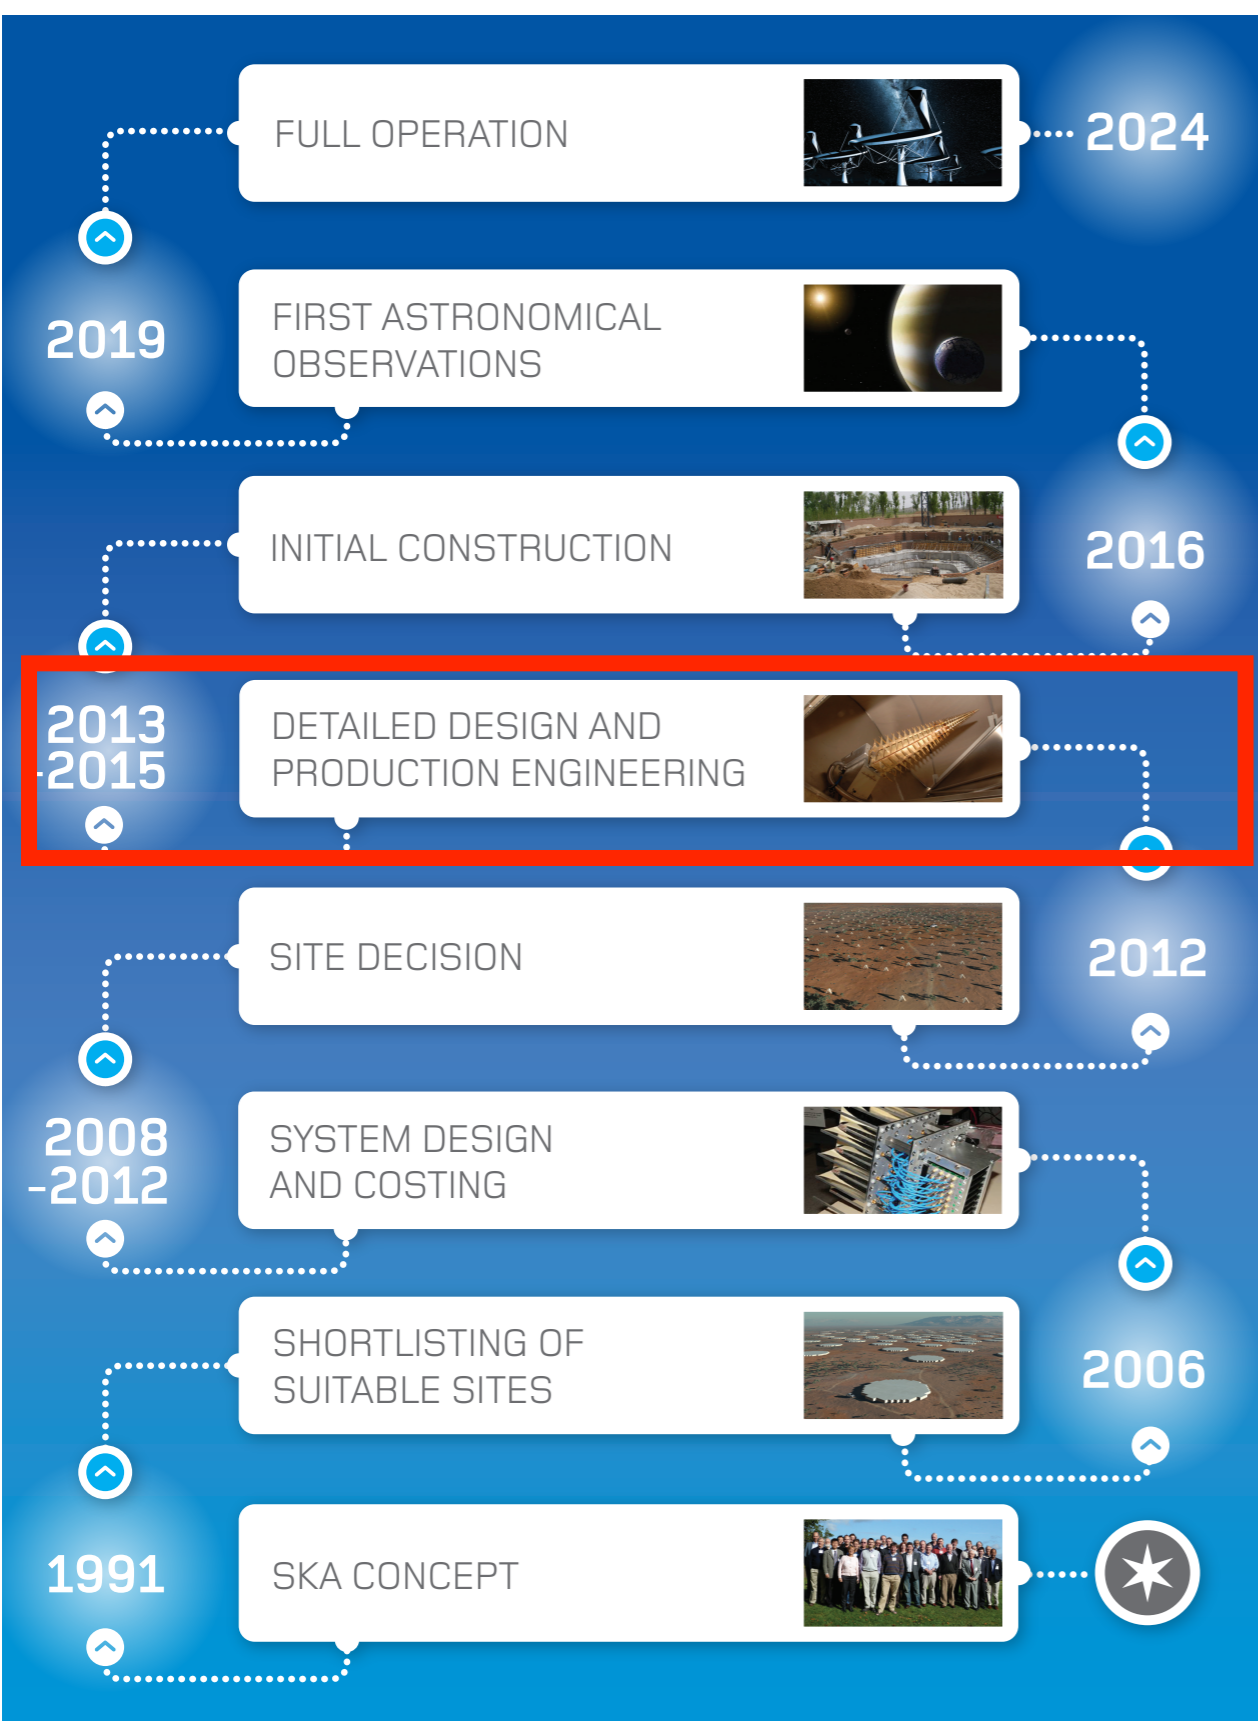 FULL OPERATION
2024
2019
FIRST ASTRONOMICAL
OBSERVATIONS
INITIAL CONSTRUCTION
2016
2013
-2015
DETAILED DESIGN AND
PRODUCTION ENGINEERING
SITE DECISION
2012
2008
-2012
SYSTEM DESIGN
AND COSTING
SHORTLISTING OF
SUITABLE SITES
2006
1991
SKA CONCEPT